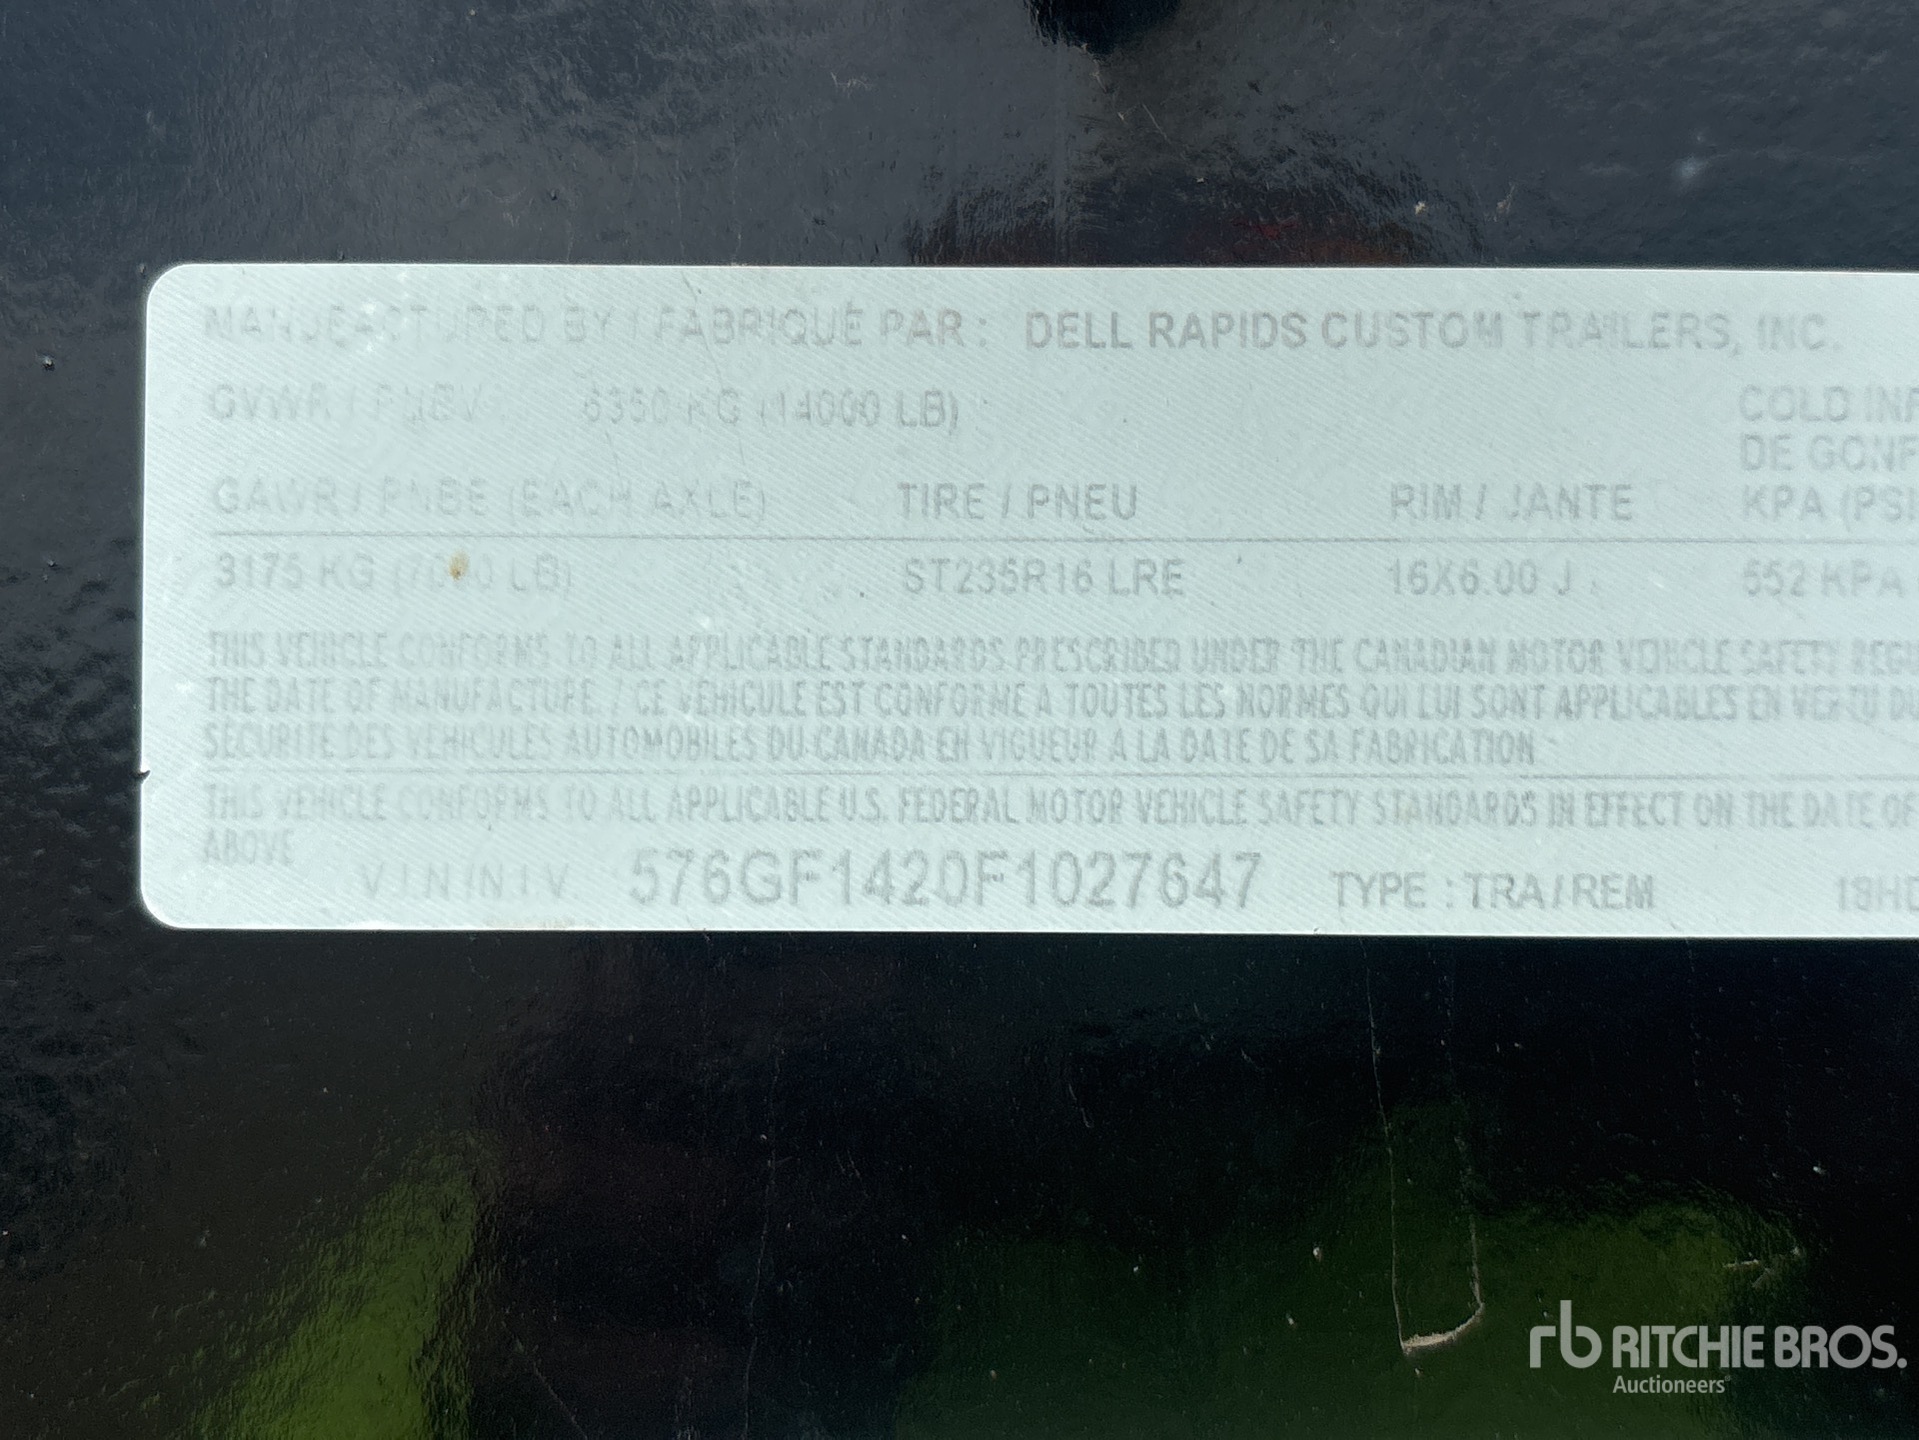 MANUFACTURED BY / FABRIQUÉ PAR : DELL RAPIDS CUSTOM TRAILERS, INC.
GVWR / PNBV 6350 KG (14000 LB)
COLD INF
DE GONF
GAWR / PNBE (EACH AXLE) TIRE / PNEU RIM / JANTE KPA (PSI
3175 KG (7000 LB) ST235R16 LRE 16X6.00 J 552 KPA
THIS VEHICLE CONFORMS TO ALL APPLICABLE STANDARDS PRESCRIBED UNDER THE CANADIAN MOTOR VEHICLE SAFETY REGU
THE DATE OF MANUFACTURE. / CE VÉHICULE EST CONFORME A TOUTES LES NORMES QUI LUI SONT APPLICABLES EN VERTU DU
SÉCURITÉ DES VÉHICULES AUTOMOBILES DU CANADA EN VIGUEUR A LA DATE DE SA FABRICATION
THIS VEHICLE CONFORMS TO ALL APPLICABLE U.S. FEDERAL MOTOR VEHICLE SAFETY STANDARDS IN EFFECT ON THE DATE OF
ABOVE
V.I.N./N.I.V. 576GF1420F1027647 TYPE : TRA/REM 18HD
rb RITCHIE BROS.
Auctioneers